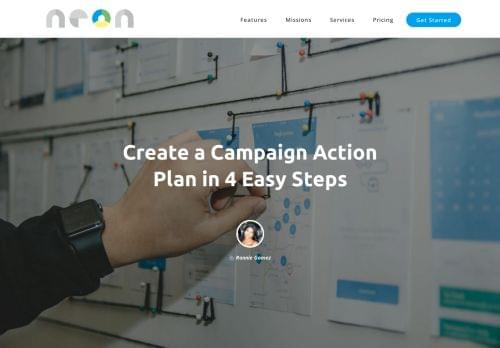 neon
Features Missions Services Pricing Get Started
Create a Campaign Action
Plan in 4 Easy Steps
By Ronnie Gomez